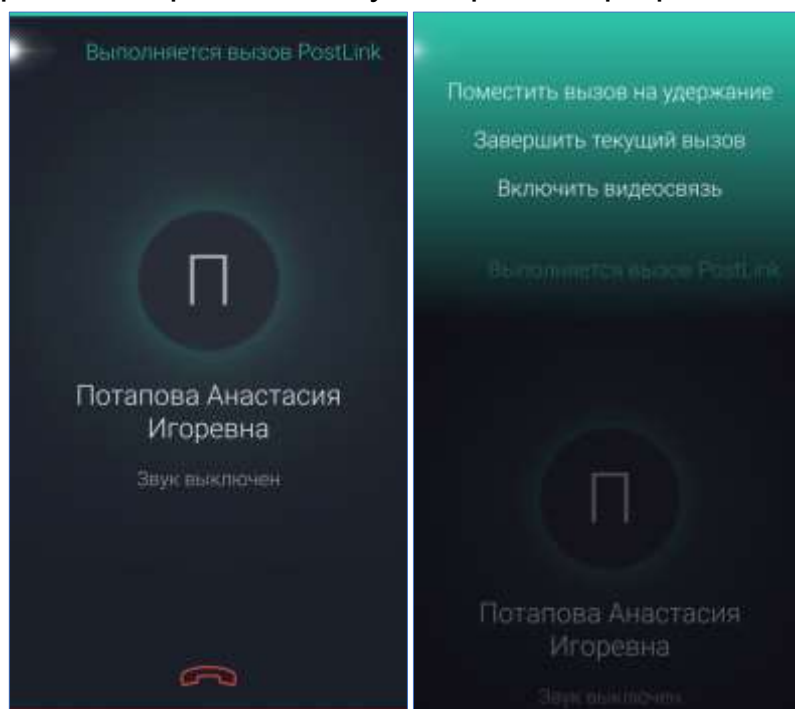 Выполняется вызов PostLink
П
Потапова Анастасия
Игоревна
Звук выключен
Поместить вызов на удержание
Завершить текущий вызов
Включить видеосвязь
Выполняется вызов PostLink
П
Потапова Анастасия
Игоревна
Звук выключен